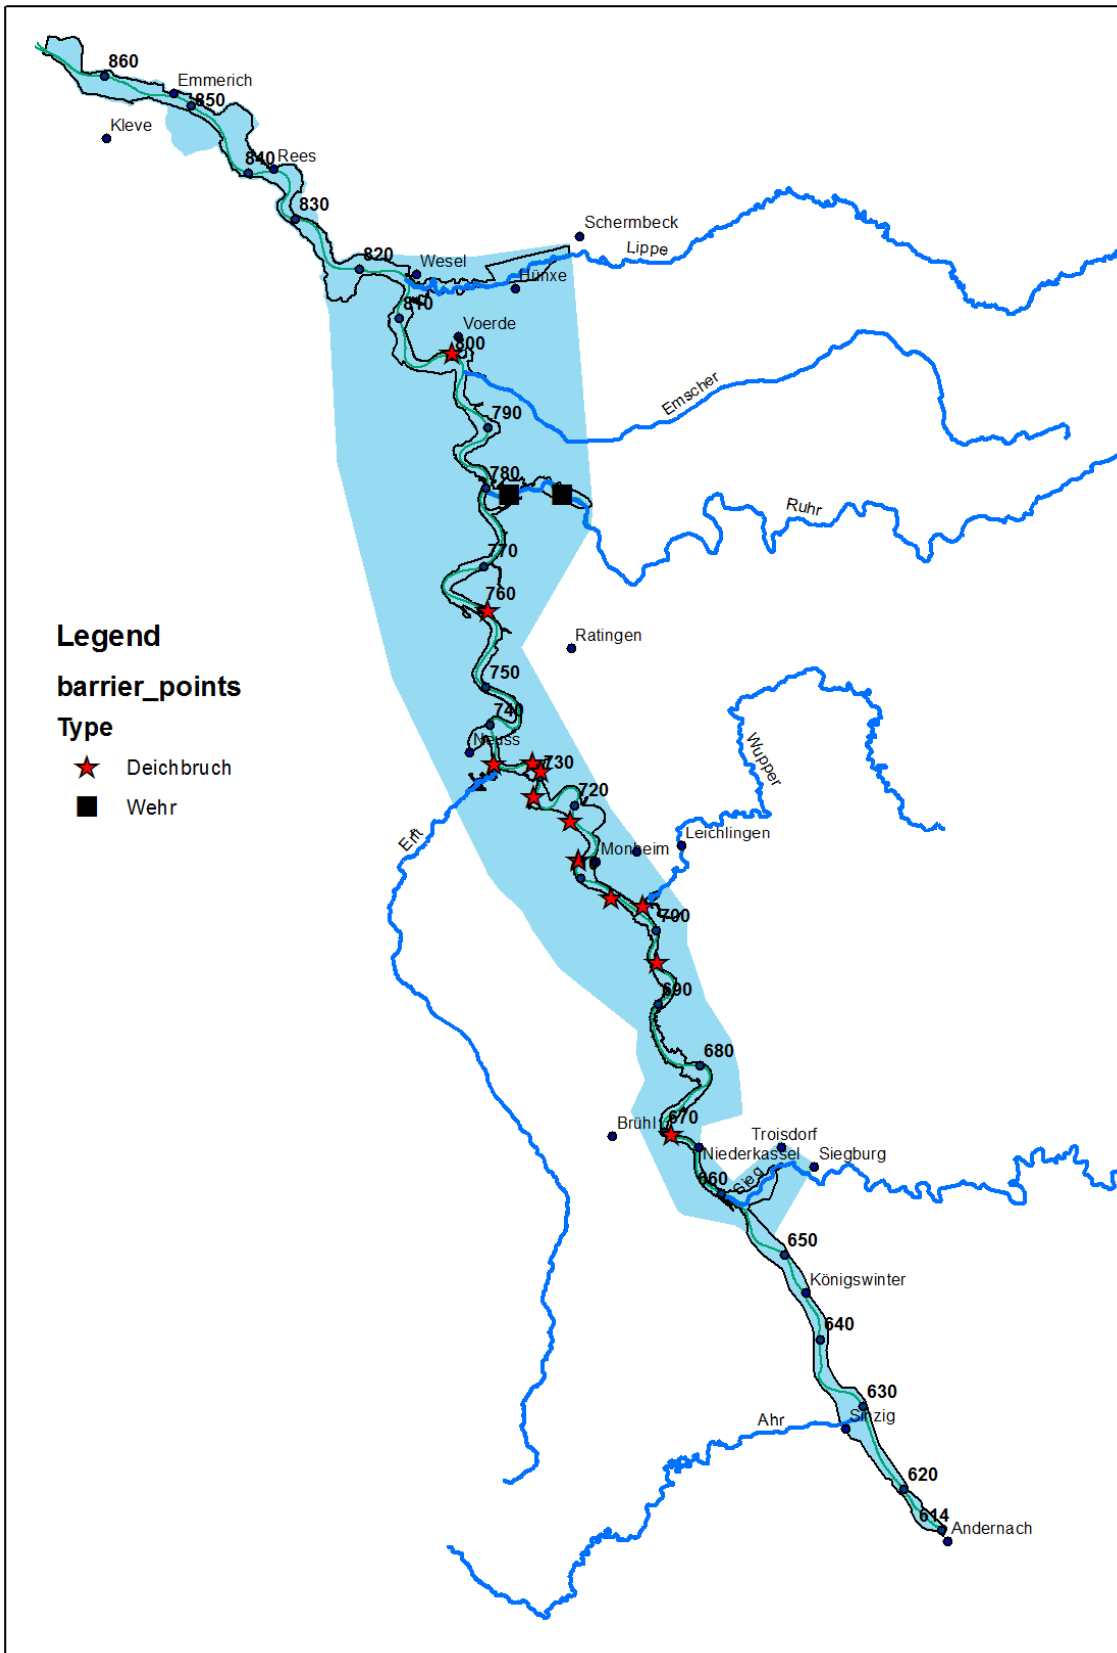 860
Emmerich
850
Kleve
840
Rees
830
Schermbeck
Lippe
820
Wesel
Hünxe
810
Voerde
800
Emscher
790
780
Ruhr
770
760
Legend
Ratingen
barrier_points
750
Type
740
Neuss
Wupper
Deichbruch
730
720
Wehr
Erft
Leichlingen
Monheim
700
690
680
670
Brühl
Troisdorf
Niederkassel
Siegburg
Sieg
660
650
Königswinter
640
630
Sinzig
Ahr
620
614
Andernach